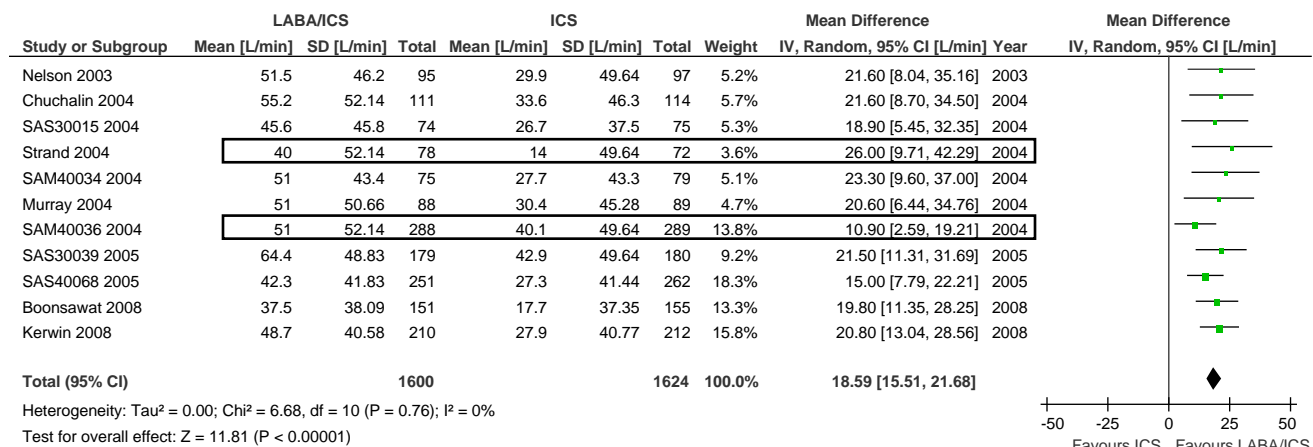 LABA/ICS ICS Mean Difference Mean Difference
Study or Subgroup Mean [L/min] SD [L/min] Total Mean [L/min] SD [L/min] Total Weight IV, Random, 95% CI [L/min] Year IV, Random, 95% CI [L/min]
Nelson 2003 51.5 46.2 95 29.9 49.64 97 5.2% 21.60 [8.04, 35.16] 2003
Chuchalin 2004 55.2 52.14 111 33.6 46.3 114 5.7% 21.60 [8.70, 34.50] 2004
SAS30015 2004 45.6 45.8 74 26.7 37.5 75 5.3% 18.90 [5.45, 32.35] 2004
Strand 2004 40 52.14 78 14 49.64 72 3.6% 26.00 [9.71, 42.29] 2004
SAM40034 2004 51 43.4 75 27.7 43.3 79 5.1% 23.30 [9.60, 37.00] 2004
Murray 2004 51 50.66 88 30.4 45.28 89 4.7% 20.60 [6.44, 34.76] 2004
SAM40036 2004 51 52.14 288 40.1 49.64 289 13.8% 10.90 [2.59, 19.21] 2004
SAS30039 2005 64.4 48.83 179 42.9 49.64 180 9.2% 21.50 [11.31, 31.69] 2005
SAS40068 2005 42.3 41.83 251 27.3 41.44 262 18.3% 15.00 [7.79, 22.21] 2005
Boonsawat 2008 37.5 38.09 151 17.7 37.35 155 13.3% 19.80 [11.35, 28.25] 2008
Kerwin 2008 48.7 40.58 210 27.9 40.77 212 15.8% 20.80 [13.04, 28.56] 2008
Total (95% CI) 1600 1624 100.0% 18.59 [15.51, 21.68]
Heterogeneity: Tau² = 0.00; Chi² = 6.68, df = 10 (P = 0.76); I² = 0%
Test for overall effect: Z = 11.81 (P < 0.00001)
-50 -25 0 25 50
Favours ICS Favours LABA/ICS